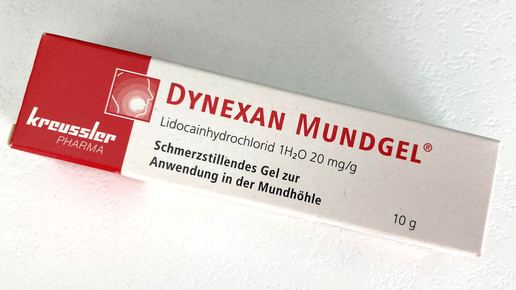 kreussler
PHARMA
DYNEXAN MUNDGEL®
Lidocainhydrochlorid 1H₂O 20 mg/g
Schmerzstillendes Gel zur
Anwendung in der Mundhöhle
10 g